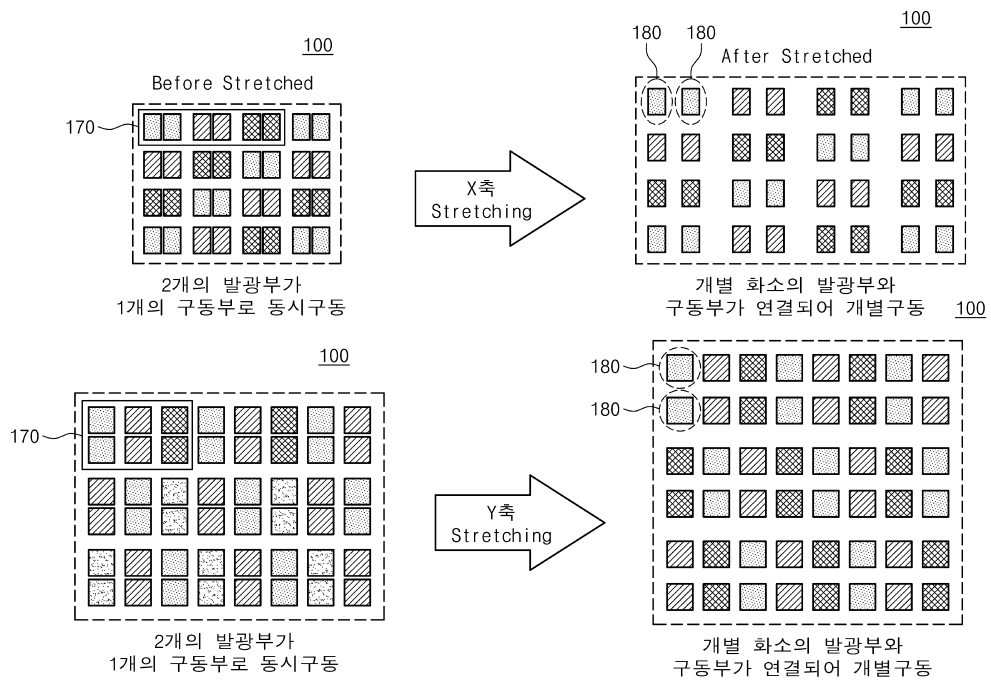 100
Before Stretched
170
2개의 발광부가
1개의 구동부로 동시구동
X축
Stretching
100
180 180
After Stretched
개별 화소의 발광부와
구동부가 연결되어 개별구동
100
170
2개의 발광부가
1개의 구동부로 동시구동
Y축
Stretching
100
180
180
개별 화소의 발광부와
구동부가 연결되어 개별구동